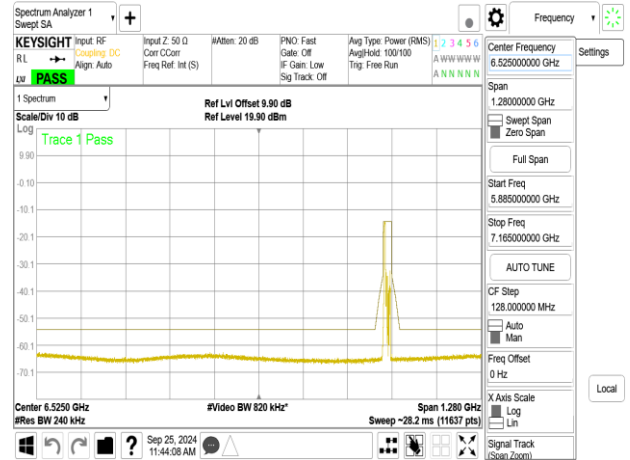 Spectrum Analyzer 1
Swept SA
+
Frequency
KEYSIGHT
RL
LXI PASS
Input: RF
Coupling: DC
Align: Auto
Input Z: 50 Ω
Corr CCorr
Freq Ref: Int (S)
#Atten: 20 dB
PNO: Fast
Gate: Off
IF Gain: Low
Sig Track: Off
Avg Type: Power (RMS)
Avg|Hold: 100/100
Trig: Free Run
1 2 3 4 5 6
A W W W W W
A N N N N N
Center Frequency
6.525000000 GHz
Settings
Span
1.28000000 GHz
Swept Span
Zero Span
Full Span
Start Freq
5.885000000 GHz
Stop Freq
7.165000000 GHz
AUTO TUNE
CF Step
128.000000 MHz
Auto
Man
Freq Offset
0 Hz
X Axis Scale
Log
Lin
Signal Track
(Span Zoom)
Local
1 Spectrum
Scale/Div 10 dB
Ref Lvl Offset 9.90 dB
Ref Level 19.90 dBm
Log
Trace 1 Pass
9.90
-0.10
-10.1
-20.1
-30.1
-40.1
-50.1
-60.1
-70.1
Center 6.5250 GHz
#Video BW 820 kHz*
Span 1.280 GHz
#Res BW 240 kHz
Sweep ~28.2 ms (11637 pts)
?
Sep 25, 2024
11:44:08 AM